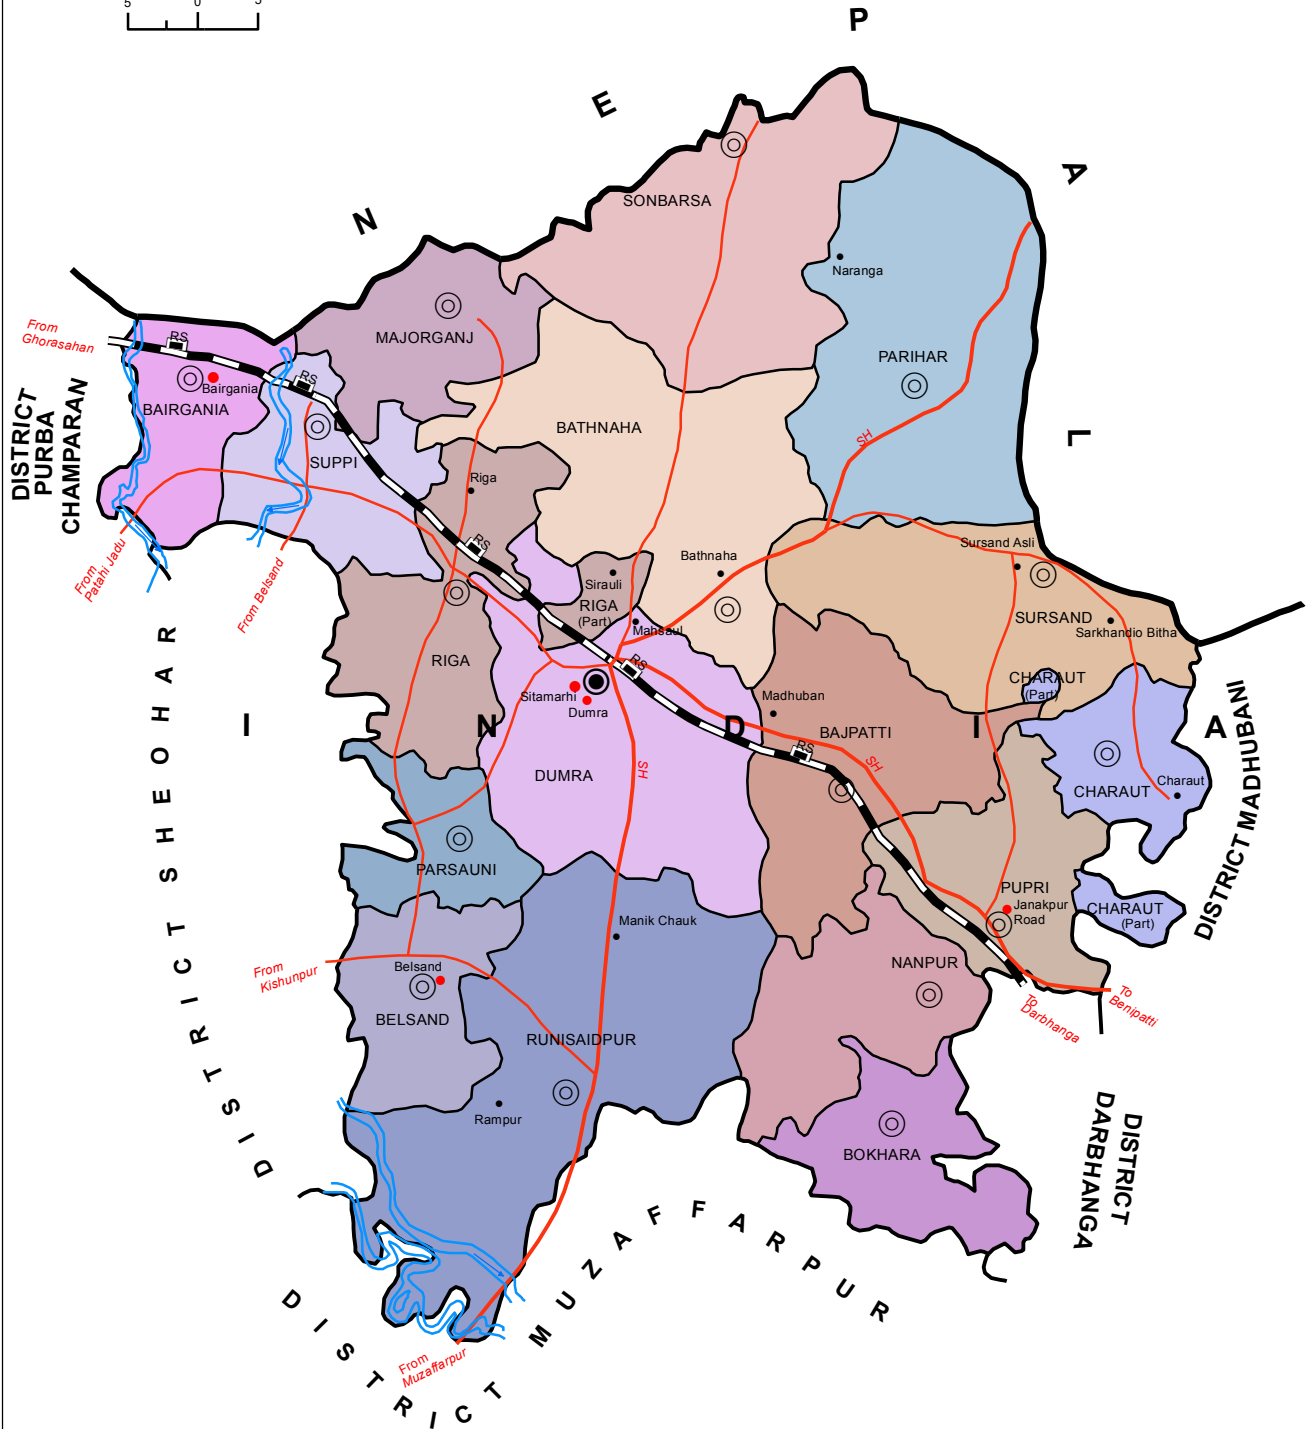 5 0 5
N E P A L
SONBARSA
Naranga
MAJORGANJ
PARIHAR
From
Ghorasahan
RS
Bairgania
BAIRGANIA
RS
SUPPI
BATHNAHA
SH
DISTRICT
PURBA
CHAMPARAN
Riga
RS
From
Patahi Jadu
From Belsand
Sirauli
RIGA
(Part)
Bathnaha
Mahsaul
Sursand Asli
SURSAND
Sarkhandio Bitha
RIGA
RS
Sitamarhi
Dumra
Madhuban
CHARAUT
(Part)
I N D I A
BAJPATTI
RS
SH
DUMRA
SH
CHARAUT
Charaut
DISTRICT MADHUBANI
PARSAUNI
PUPRI
Janakpur
Road
CHARAUT
(Part)
Manik Chauk
From
Kishunpur
Belsand
BELSAND
NANPUR
To
Darbhanga
To
Benipatti
RUNISAIDPUR
Rampur
BOKHARA
DISTRICT
DARBHANGA
DISTRICT SHEOHAR
DISTRICT MUZAFFARPUR
From
Muzaffarpur